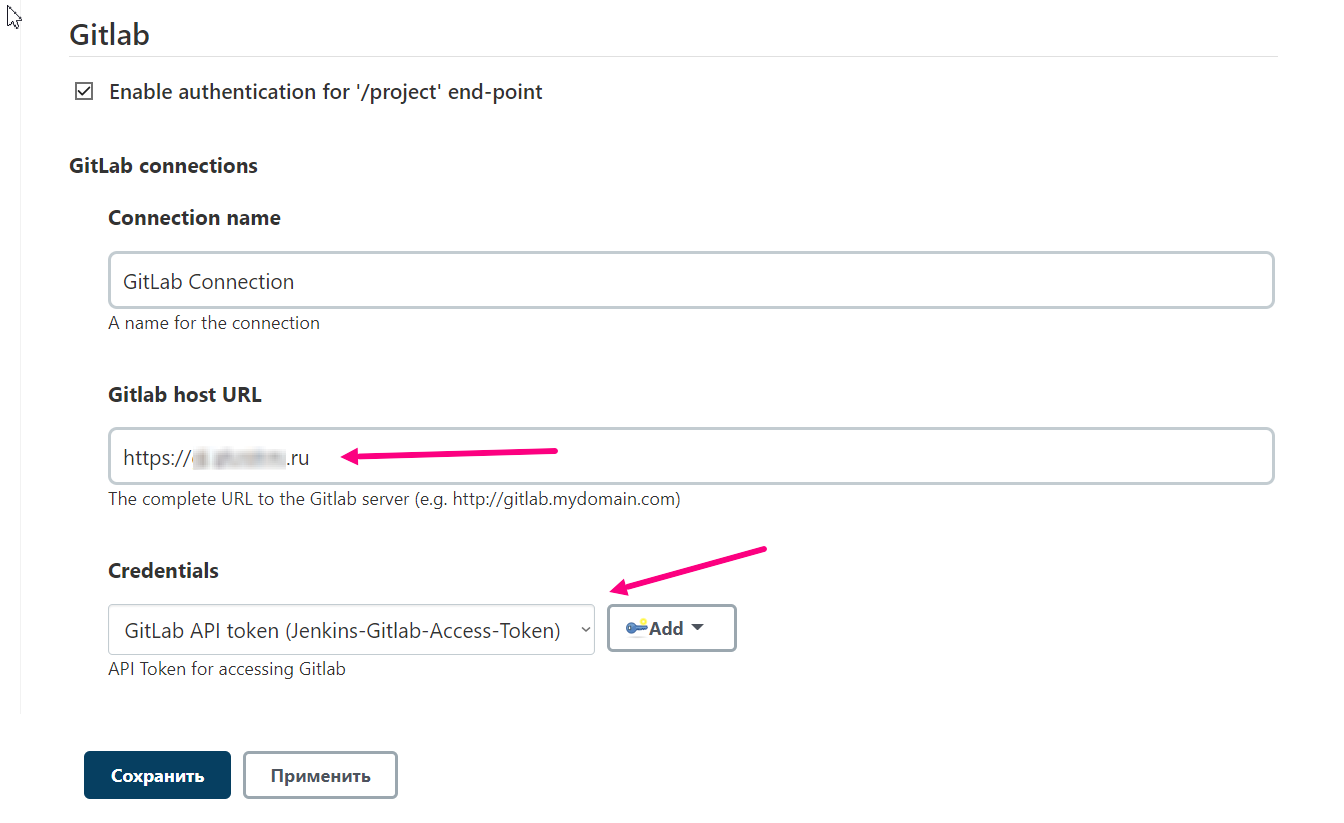 Gitlab
Enable authentication for '/project' end-point
GitLab connections
Connection name
GitLab Connection
A name for the connection
Gitlab host URL
https:// .ru
The complete URL to the Gitlab server (e.g. http://gitlab.mydomain.com)
Credentials
GitLab API token (Jenkins-Gitlab-Access-Token)
Add
API Token for accessing Gitlab
Сохранить
Применить